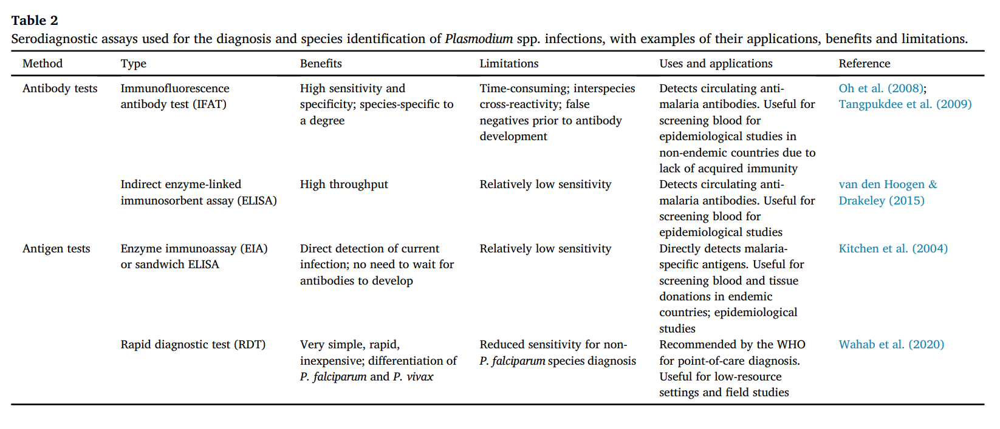 Table 2
Serodiagnostic assays used for the diagnosis and species identification of Plasmodium spp. infections, with examples of their applications, benefits and limitations.
Method Type Benefits Limitations Uses and applications Reference
Antibody tests
Immunofluorescence
antibody test (IFAT)
High sensitivity and
specificity; species-specific to
a degree
Time-consuming; interspecies
cross-reactivity; false
negatives prior to antibody
development
Detects circulating anti-
malaria antibodies. Useful for
screening blood for
epidemiological studies in
non-endemic countries due to
lack of acquired immunity
Oh et al. (2008);
Tangpukdee et al. (2009)
Indirect enzyme-linked
immunosorbent assay (ELISA)
High throughput
Relatively low sensitivity
Detects circulating anti-
malaria antibodies. Useful for
screening blood for
epidemiological studies
van den Hoogen &
Drakeley (2015)
Antigen tests
Enzyme immunoassay (EIA)
or sandwich ELISA
Direct detection of current
infection; no need to wait for
antibodies to develop
Relatively low sensitivity
Directly detects malaria-
specific antigens. Useful for
screening blood and tissue
donations in endemic
countries; epidemiological
studies
Kitchen et al. (2004)
Rapid diagnostic test (RDT)
Very simple, rapid,
inexpensive; differentiation of
P. falciparum and P. vivax
Reduced sensitivity for non-
P. falciparum species diagnosis
Recommended by the WHO
for point-of-care diagnosis.
Useful for low-resource
settings and field studies
Wahab et al. (2020)